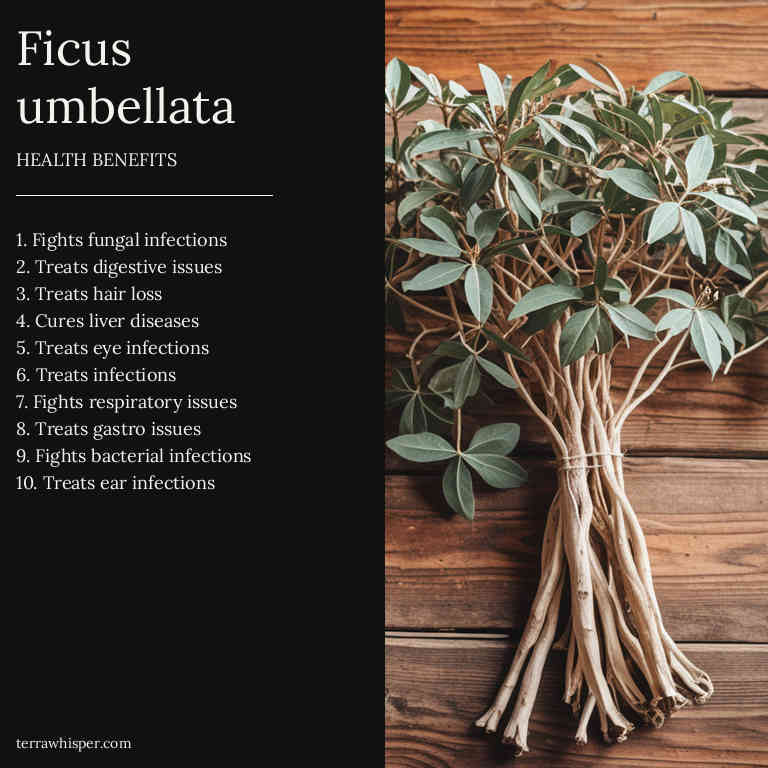 Ficus
umbellata
HEALTH BENEFITS
1. Fights fungal infections
2. Treats digestive issues
3. Treats hair loss
4. Cures liver diseases
5. Treats eye infections
6. Treats infections
7. Fights respiratory issues
8. Treats gastro issues
9. Fights bacterial infections
10. Treats ear infections
terrawhisper.com